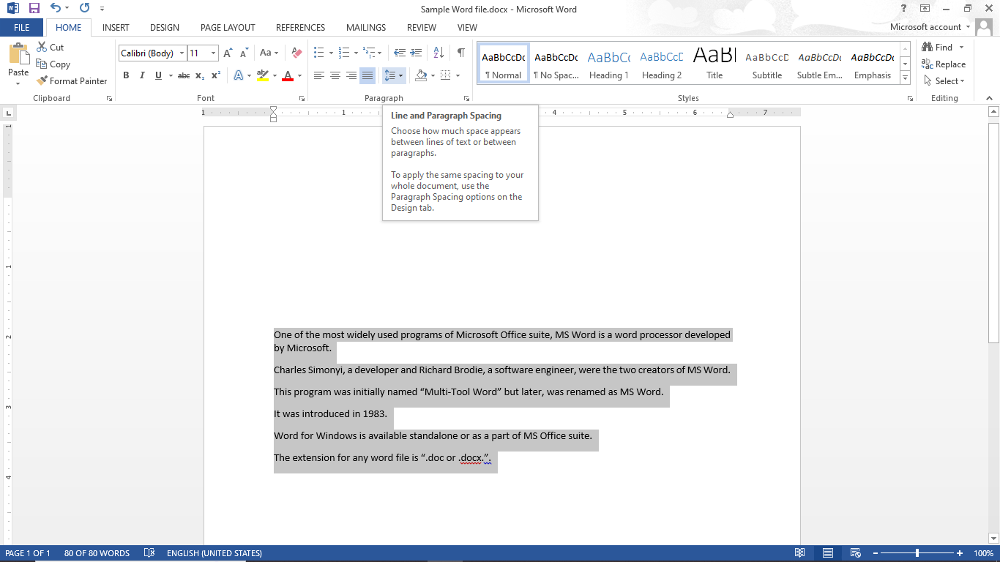 Sample Word file.docx - Microsoft Word
?
FILE HOME INSERT DESIGN PAGE LAYOUT REFERENCES MAILINGS REVIEW VIEW Microsoft account
Paste
Cut
Copy
Format Painter
Clipboard
Calibri (Body) 11 A A Aa
B I U abc x2 x2 A ab A
Font
A Z ¶
Paragraph
AaBbCcDc AaBbCcDc AaBbCc AaBbCcD AaBl AaBbCcD AaBbCcDc AaBbCcDc
¶ Normal ¶ No Spac... Heading 1 Heading 2 Title Subtitle Subtle Em... Emphasis
Styles
Find
Replace
Select
Editing
L
1 1 4 5 6 7
Line and Paragraph Spacing
Choose how much space appears
between lines of text or between
paragraphs.
To apply the same spacing to your
whole document, use the
Paragraph Spacing options on the
Design tab.
1
1
2
3
4
One of the most widely used programs of Microsoft Office suite, MS Word is a word processor developed
by Microsoft.
Charles Simonyi, a developer and Richard Brodie, a software engineer, were the two creators of MS Word.
This program was initially named “Multi-Tool Word” but later, was renamed as MS Word.
It was introduced in 1983.
Word for Windows is available standalone or as a part of MS Office suite.
The extension for any word file is “.doc or .docx.”.
PAGE 1 OF 1 80 OF 80 WORDS ENGLISH (UNITED STATES) 100%